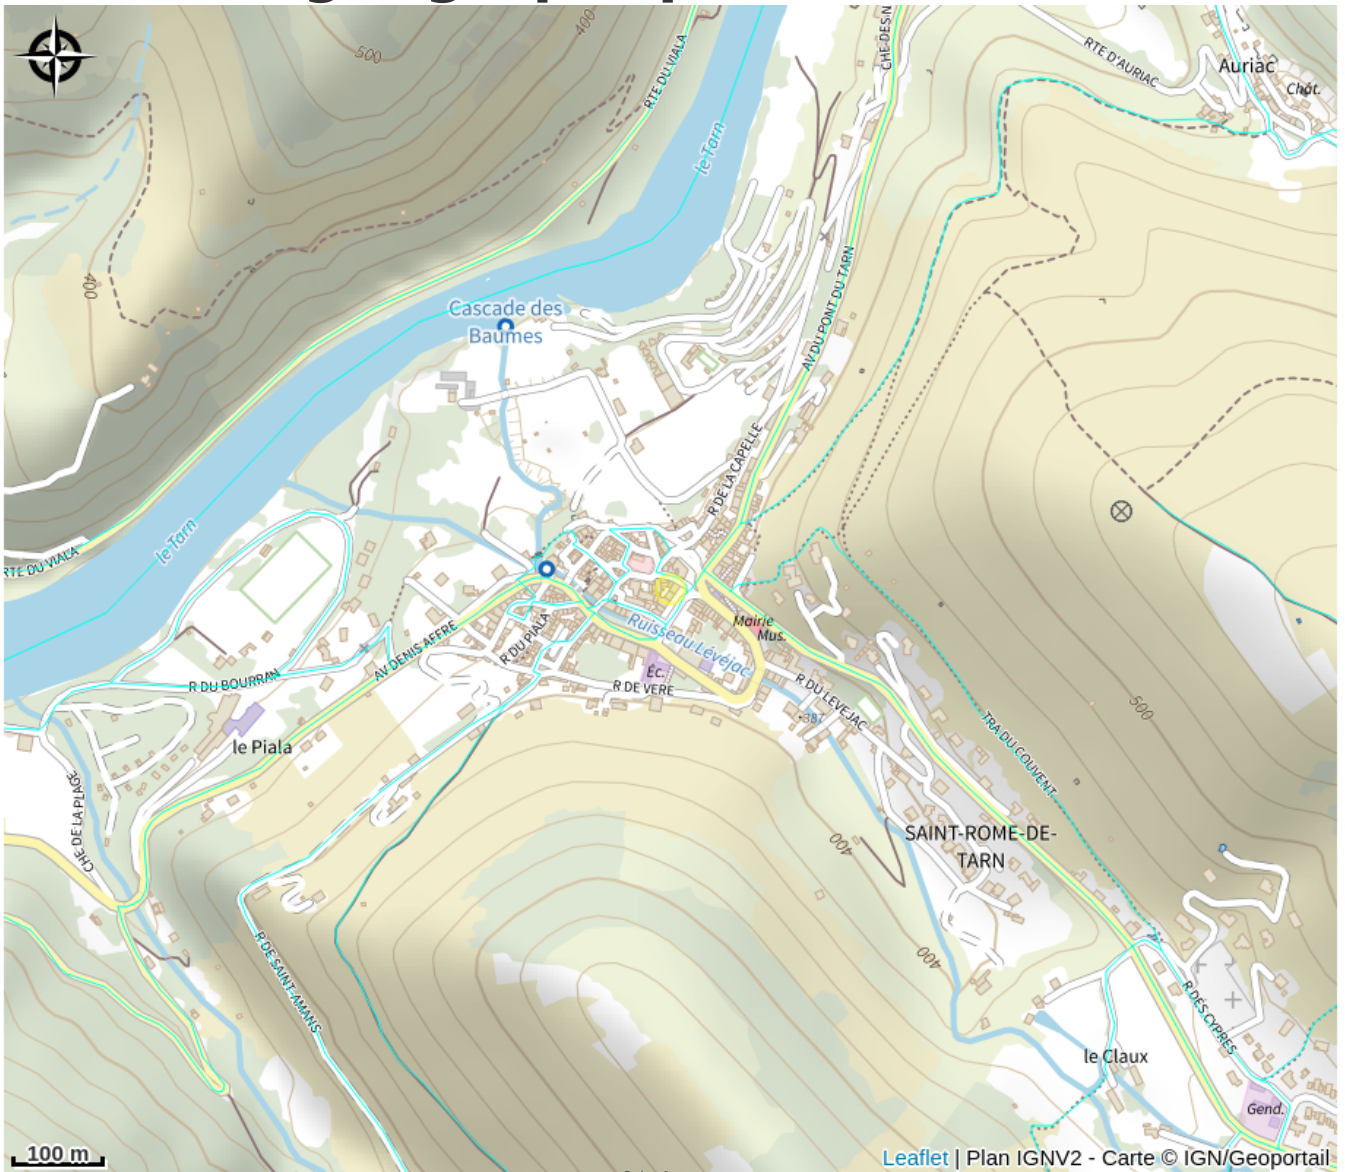 500
400
RTE DU VIALA
CHE DES N
RTE D'AURIAC
Auriac
Chât.
le Tarn
400
Cascade des
Baumes
AV DU PONT DU TARN
R DE LA CAPELLE
le Tarn
RTE DU VIALA
Mairie
Mus.
Ruisseau Lévéjac
AV DENIS AFFRE
R DU PIALA
Éc.
R DE VERE
R DU BOURRAN
R DU LEVEJAC
387
500
TRA DU COUVENT
le Piala
CHE DE LA PLAGE
400
SAINT-ROME-DE-
TARN
400
R DE SAINT-AMANS
R DES CYPRES
le Claux
Gend.
100 m
Leaflet | Plan IGNV2 - Carte © IGN/Geoportail